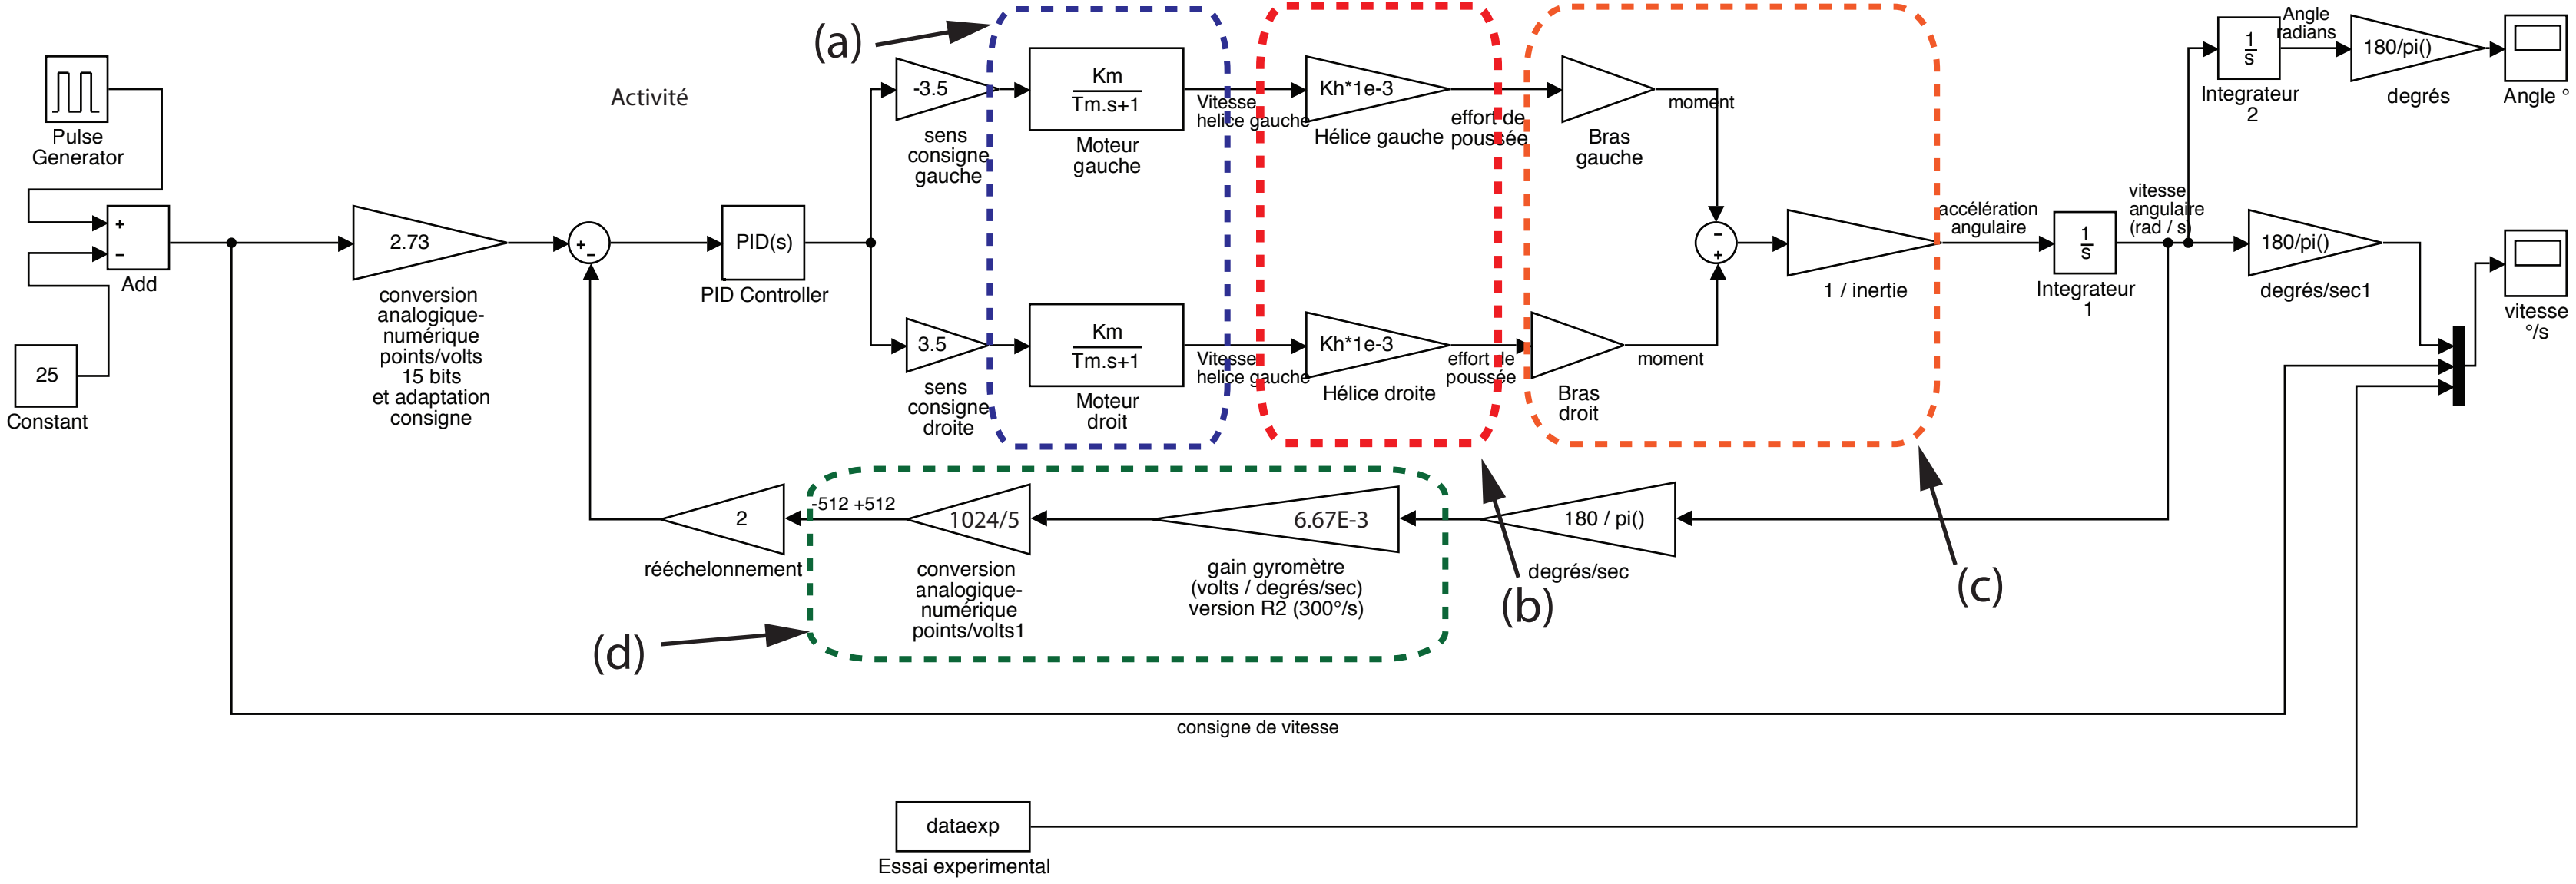 (a)
Activité
Pulse
Generator
+
−
Add
25
Constant
2.73
conversion
analogique-
numérique
points/volts
15 bits
et adaptation
consigne
+
−
PID(s)
PID Controller
-3.5
sens
consigne
gauche
3.5
sens
consigne
droite
Km
Tm.s+1
Moteur
gauche
Km
Tm.s+1
Moteur
droit
Vitesse
helice gauche
Vitesse
helice gauche
Kh*1e-3
Hélice gauche
Kh*1e-3
Hélice droite
effort de
poussée
effort de
poussée
Bras
gauche
Bras
droit
moment
moment
−
+
1 / inertie
accélération
angulaire
1
s
Integrateur
1
vitesse
angulaire
(rad / s)
1
s
Integrateur
2
Angle
radians
180/pi()
degrés
Angle °
180/pi()
degrés/sec1
vitesse
°/s
2
rééchelonnement
-512 +512
1024/5
conversion
analogique-
numérique
points/volts1
6.67E-3
gain gyromètre
(volts / degrés/sec)
version R2 (300°/s)
180 / pi()
degrés/sec
(b)
(c)
(d)
consigne de vitesse
dataexp
Essai experimental